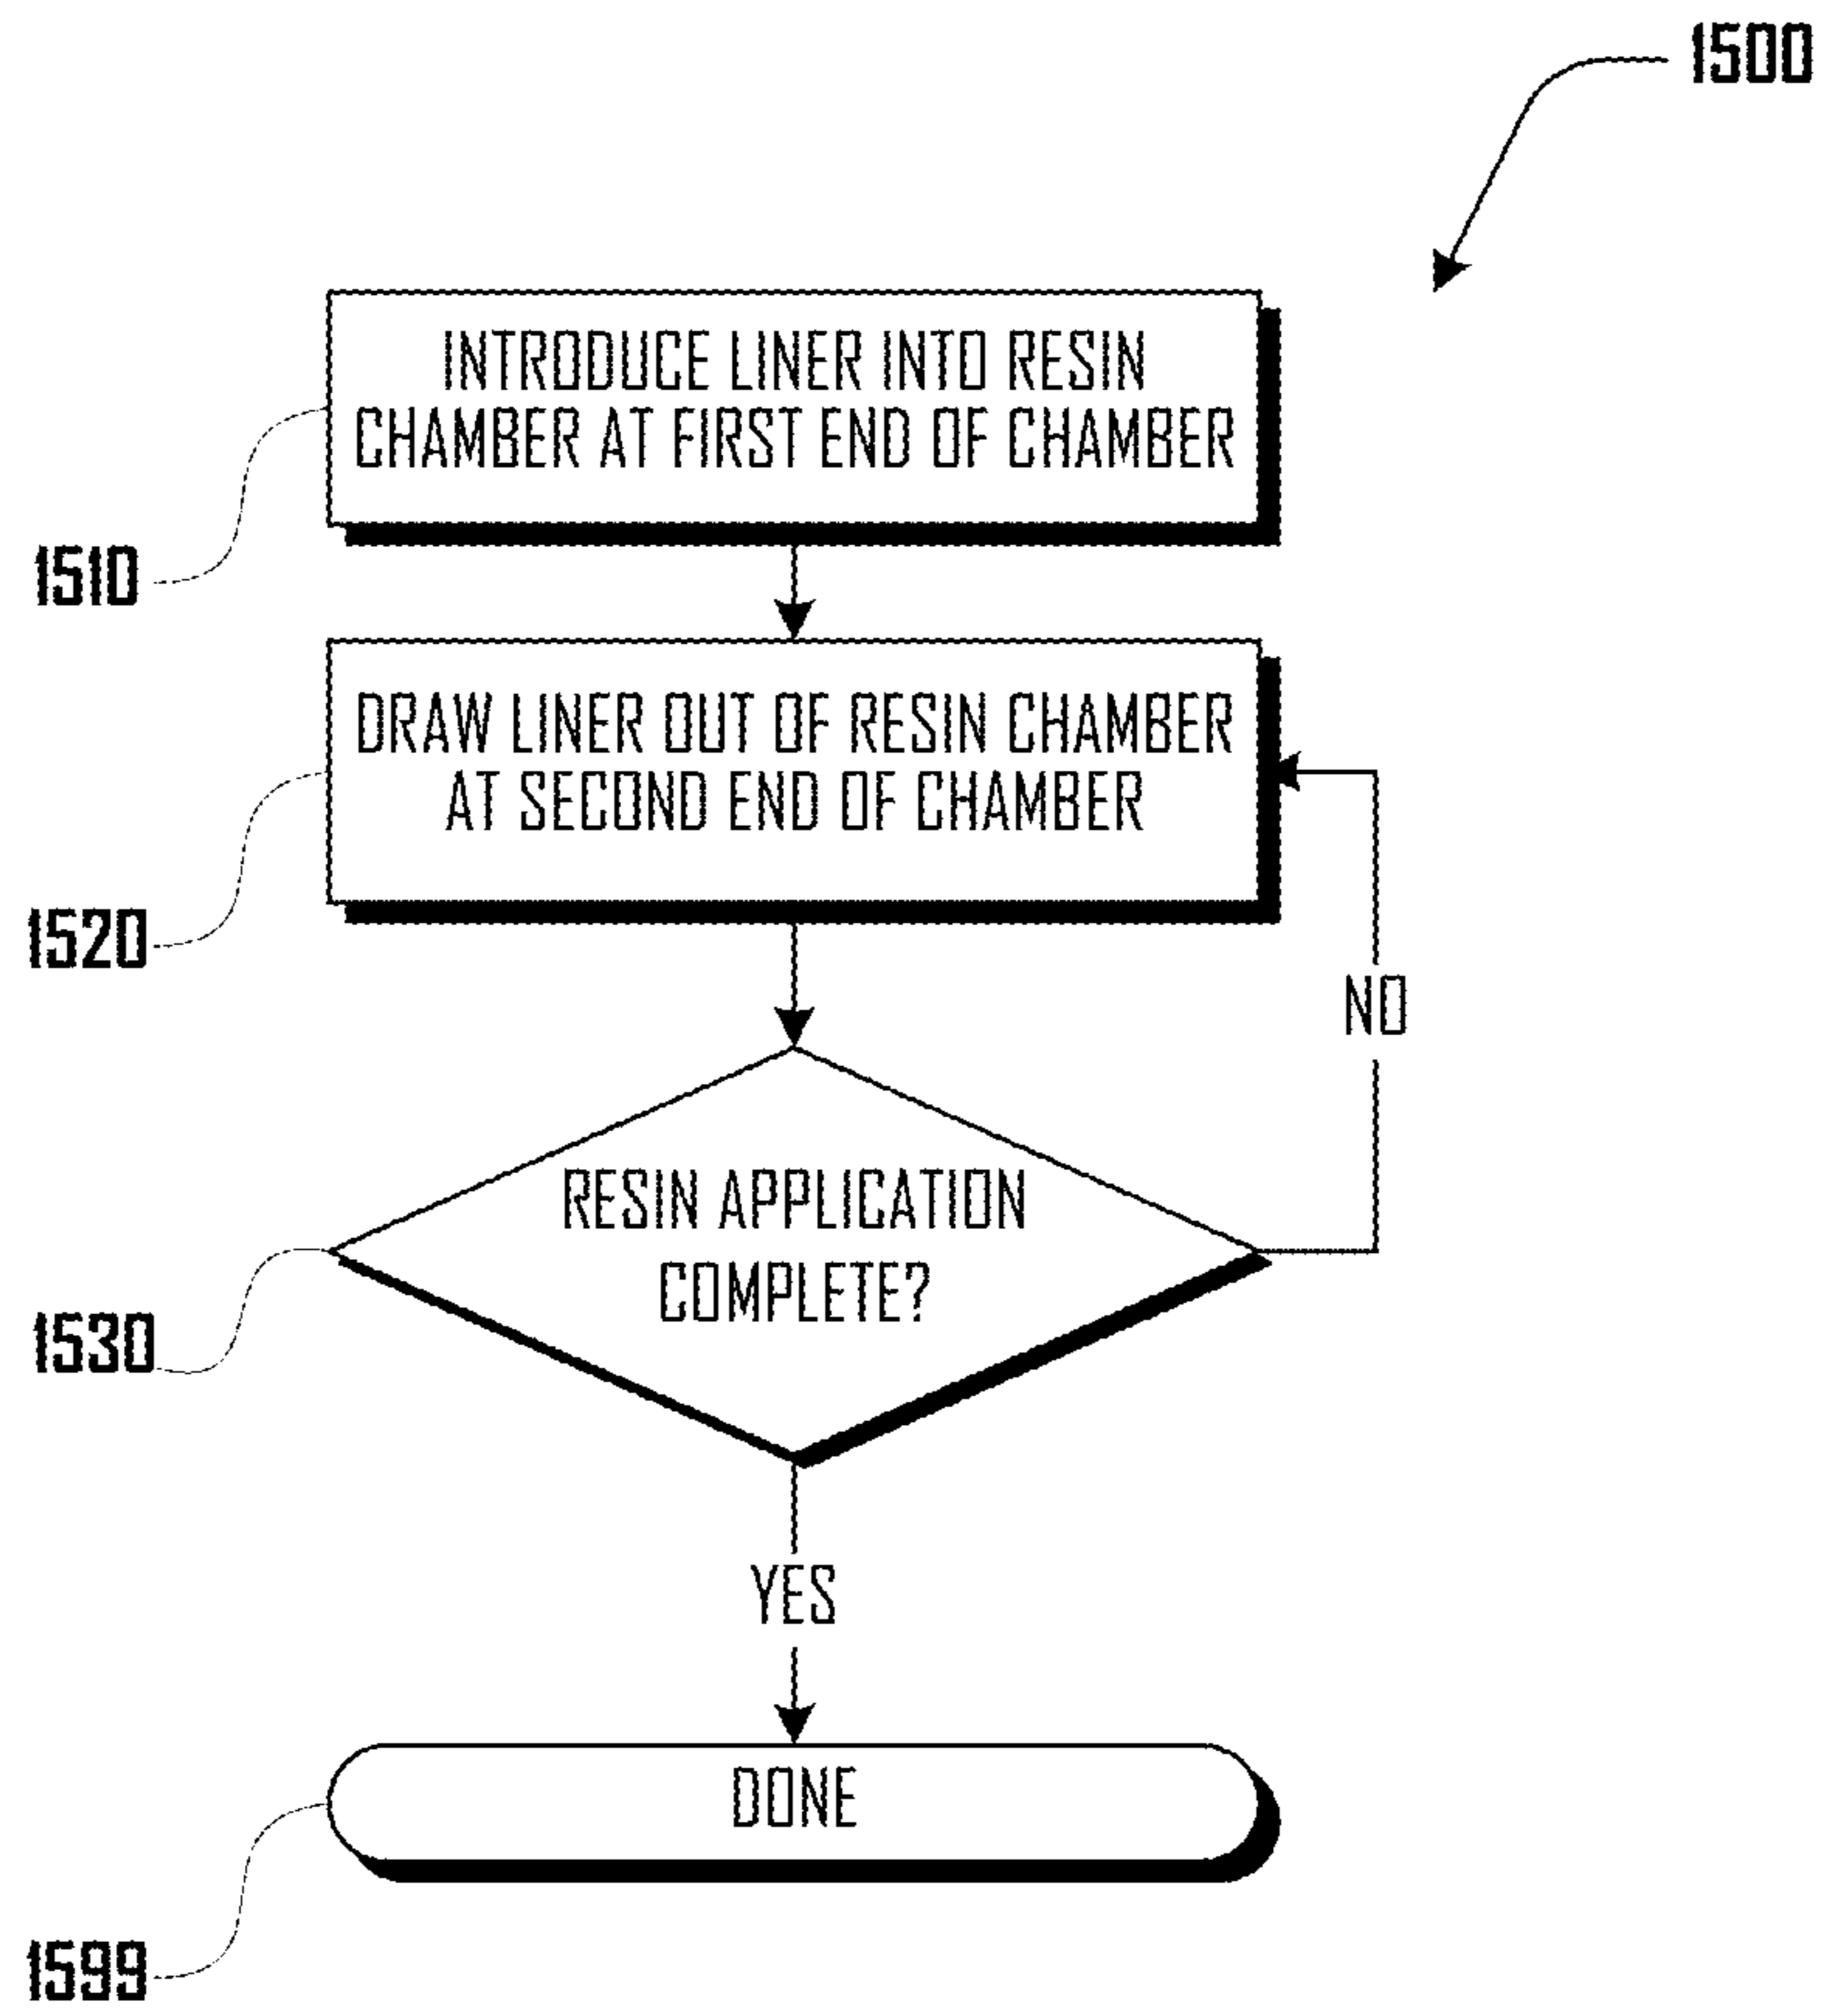 1500
INTRODUCE LINER INTO RESIN
CHAMBER AT FIRST END OF CHAMBER
1510
DRAW LINER OUT OF RESIN CHAMBER
AT SECOND END OF CHAMBER
1520
NO
RESIN APPLICATION
COMPLETE?
1530
YES
DONE
1599